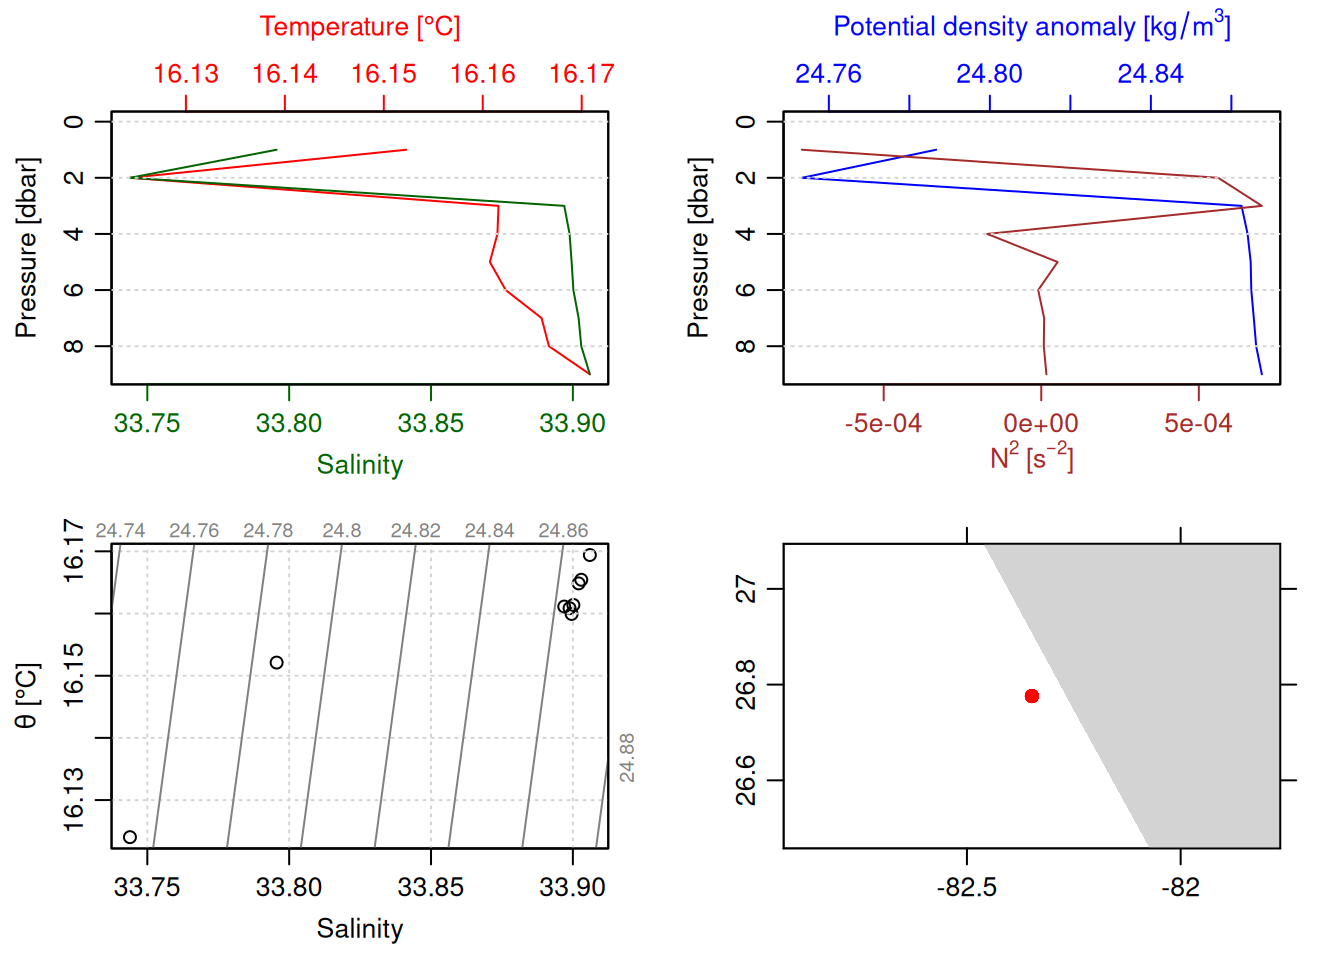 Temperature [°C]
16.13 16.14 16.15 16.16 16.17
Pressure [dbar]
0
2
4
6
8
33.75 33.80 33.85 33.90
Salinity
Potential density anomaly [kg/m³]
24.76 24.80 24.84
Pressure [dbar]
0
2
4
6
8
-5e-04 0e+00 5e-04
N² [s⁻²]
24.74 24.76 24.78 24.8 24.82 24.84 24.86
24.88
θ [°C]
16.17
16.15
16.13
33.75 33.80 33.85 33.90
Salinity
27
26.8
26.6
-82.5 -82